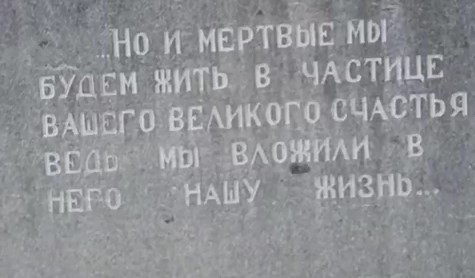 ...НО И МЕРТВЫЕ МЫ
БУДЕМ ЖИТЬ В ЧАСТИЦЕ
ВАШЕГО ВЕЛИКОГО СЧАСТЬЯ
ВЕДЬ МЫ ВЛОЖИЛИ В
НЕГО НАШУ ЖИЗНЬ...